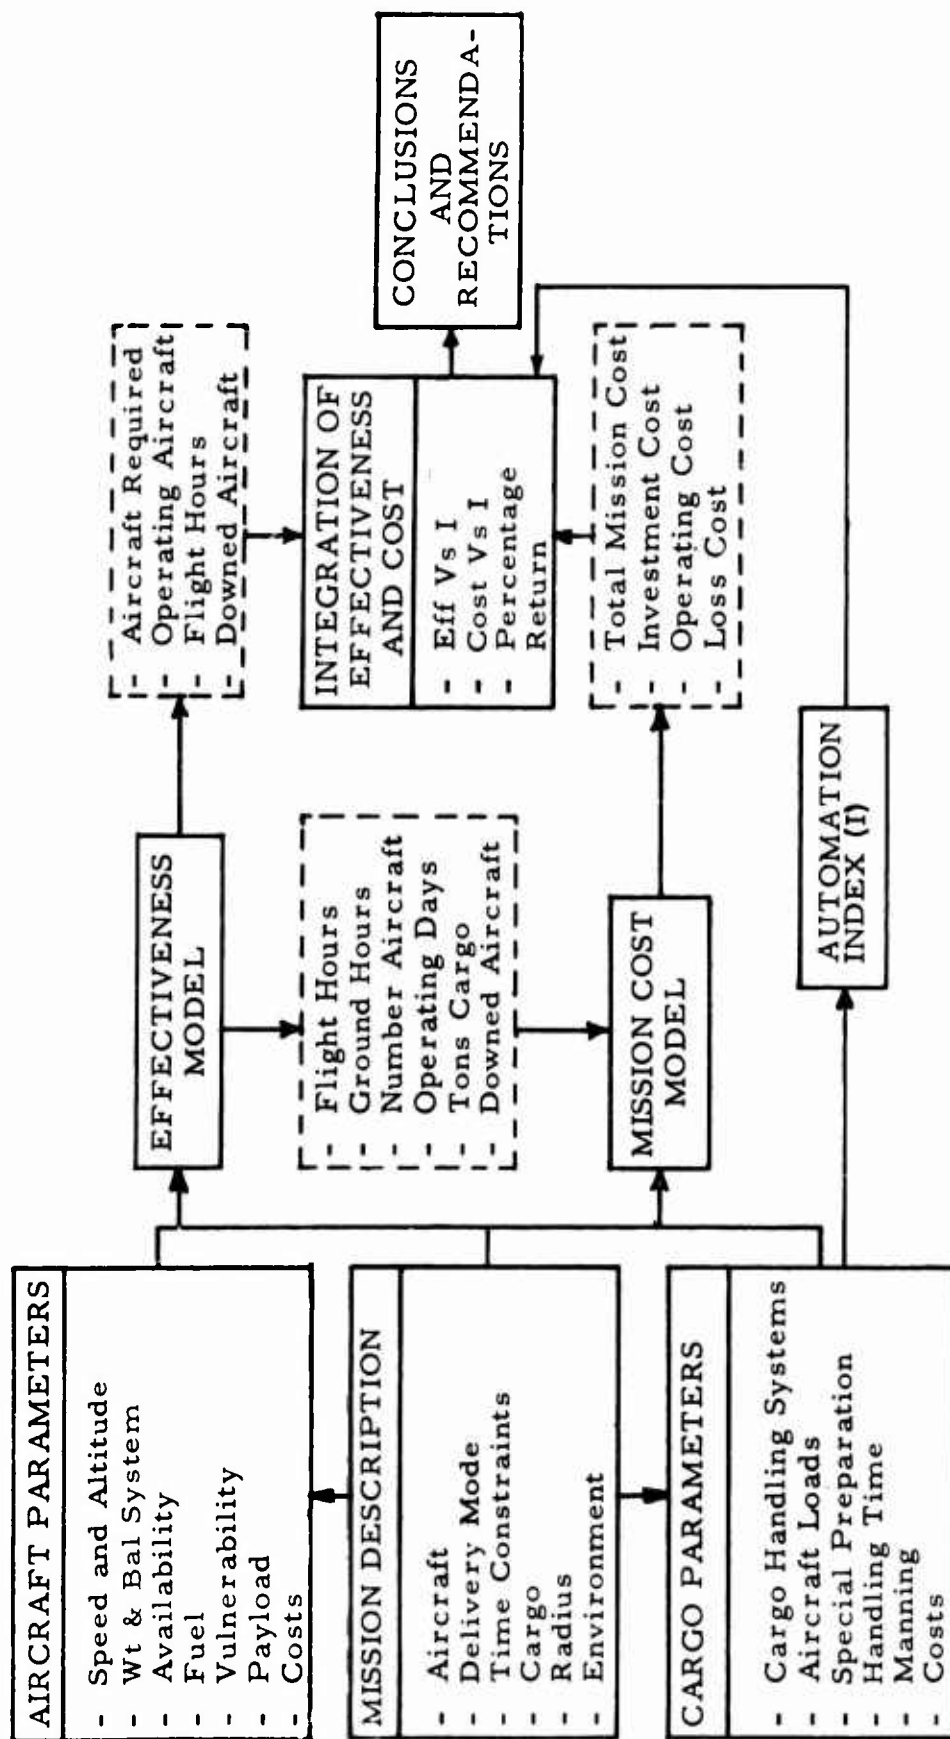 AIRCRAFT PARAMETERS
- Speed and Altitude
- Wt & Bal System
- Availability
- Fuel
- Vulnerability
- Payload
- Costs
MISSION DESCRIPTION
- Aircraft
- Delivery Mode
- Time Constraints
- Cargo
- Radius
- Environment
CARGO PARAMETERS
- Cargo Handling Systems
- Aircraft Loads
- Special Preparation
- Handling Time
- Manning
- Costs
EFFECTIVENESS
MODEL
- Flight Hours
- Ground Hours
- Number Aircraft
- Operating Days
- Tons Cargo
- Downed Aircraft
MISSION COST
MODEL
AUTOMATION
INDEX (I)
- Aircraft Required
- Operating Aircraft
- Flight Hours
- Downed Aircraft
INTEGRATION OF
EFFECTIVENESS
AND COST
- Eff Vs I
- Cost Vs I
- Percentage
Return
- Total Mission Cost
- Investment Cost
- Operating Cost
- Loss Cost
CONCLUSIONS
AND
RECOMMENDA-
TIONS